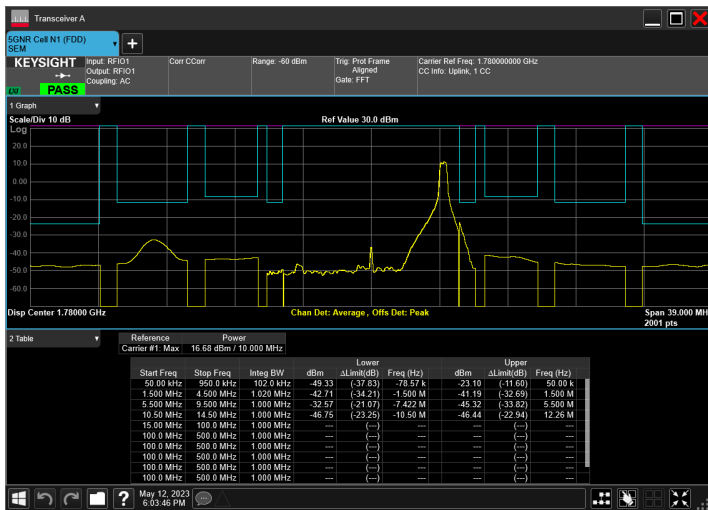 Transceiver A
5GNR Cell N1 (FDD)
SEM
KEYSIGHT
PASS
Input: RFIO1
Output: RFIO1
Coupling: AC
Corr CCorr
Range: -60 dBm
Trig: Prot Frame
Aligned
Gate: FFT
Carrier Ref Freq: 1.780000000 GHz
CC Info: Uplink, 1 CC
1 Graph
Scale/Div 10 dB
Ref Value 30.0 dBm
Log
20.0
10.0
0.00
-10.0
-20.0
-30.0
-40.0
-50.0
-60.0
Disp Center 1.78000 GHz
Chan Det: Average, Offs Det: Peak
Span 39.000 MH
2001 pts
2 Table
Reference Power
Carrier #1: Max 16.68 dBm / 10.000 MHz
Lower Upper
Start Freq Stop Freq Integ BW dBm ΔLimit(dB) Freq (Hz) dBm ΔLimit(dB) Freq (Hz)
50.00 kHz 950.0 kHz 102.0 kHz -49.33 (-37.83) -78.57 k -23.10 (-11.60) 50.00 k
1.500 MHz 4.500 MHz 1.020 MHz -42.71 (-34.21) -1.500 M -41.19 (-32.69) 1.500 M
5.500 MHz 9.500 MHz 1.000 MHz -32.57 (-21.07) -7.422 M -45.32 (-33.82) 5.500 M
10.50 MHz 14.50 MHz 1.000 MHz -46.75 (-23.25) -10.50 M -46.44 (-22.94) 12.26 M
15.00 MHz 100.0 MHz 1.000 MHz --- (---) --- --- (---) ---
100.0 MHz 500.0 MHz 1.000 MHz --- (---) --- --- (---) ---
100.0 MHz 500.0 MHz 1.000 MHz --- (---) --- --- (---) ---
100.0 MHz 500.0 MHz 1.000 MHz --- (---) --- --- (---) ---
100.0 MHz 500.0 MHz 1.000 MHz --- (---) --- --- (---) ---
100.0 MHz 500.0 MHz 1.000 MHz --- (---) --- --- (---) ---
May 12, 2023
6:03:46 PM